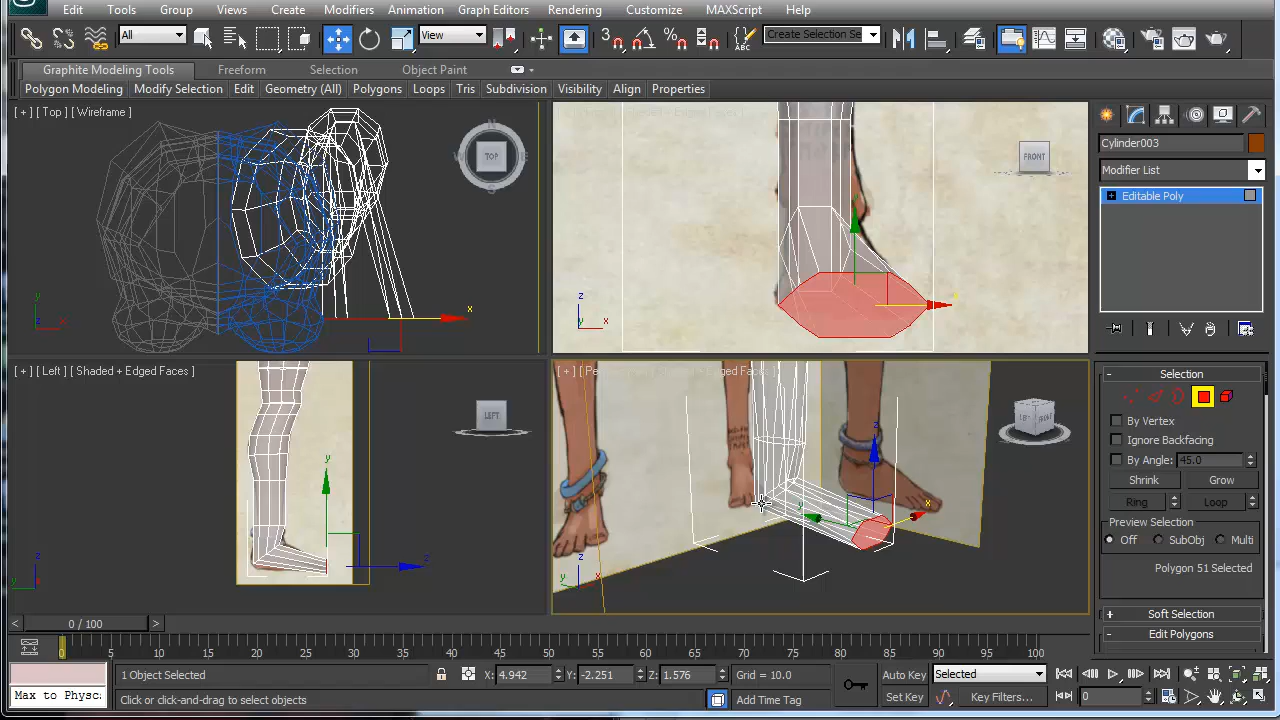 Edit Tools Group Views Create Modifiers Animation Graph Editors Rendering Customize MAXScript Help
All View Create Selection Se
Graphite Modeling Tools Freeform Selection Object Paint
Polygon Modeling Modify Selection Edit Geometry (All) Polygons Loops Tris Subdivision Visibility Align Properties
[ + ] [ Top ] [ Wireframe ]
TOP
FRONT
[ + ] [ Left ] [ Shaded + Edged Faces ]
LEFT
Cylinder003
Modifier List
Editable Poly
Selection
By Vertex
Ignore Backfacing
By Angle: 45.0
Shrink Grow
Ring Loop
Preview Selection
Off SubObj Multi
Polygon 51 Selected
Soft Selection
Edit Polygons
0 / 100
0 5 10 15 20 25 30 35 40 45 50 55 60 65 70 75 80 85 90 95 100
1 Object Selected X: 4.942 Y: -2.251 Z: 1.576 Grid = 10.0 Auto Key Selected
Max to Physc Click or click-and-drag to select objects Add Time Tag Set Key Key Filters... 0